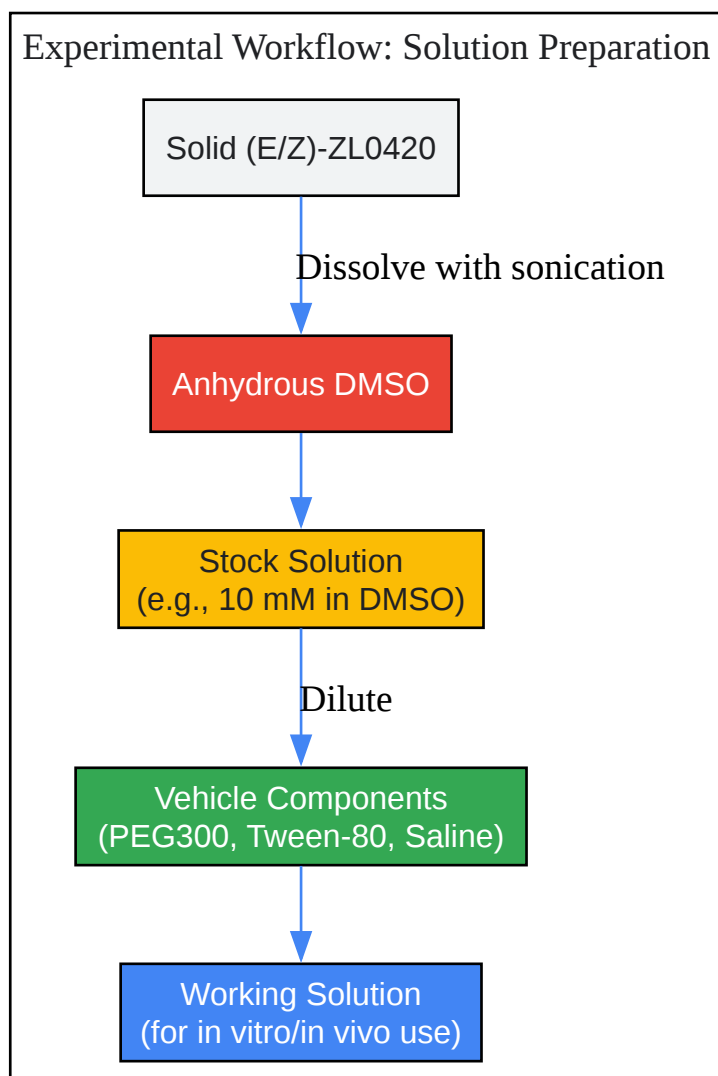 Experimental Workflow: Solution Preparation
Solid (E/Z)-ZL0420
Dissolve with sonication
Anhydrous DMSO
Stock Solution
(e.g., 10 mM in DMSO)
Dilute
Vehicle Components
(PEG300, Tween-80, Saline)
Working Solution
(for in vitro/in vivo use)